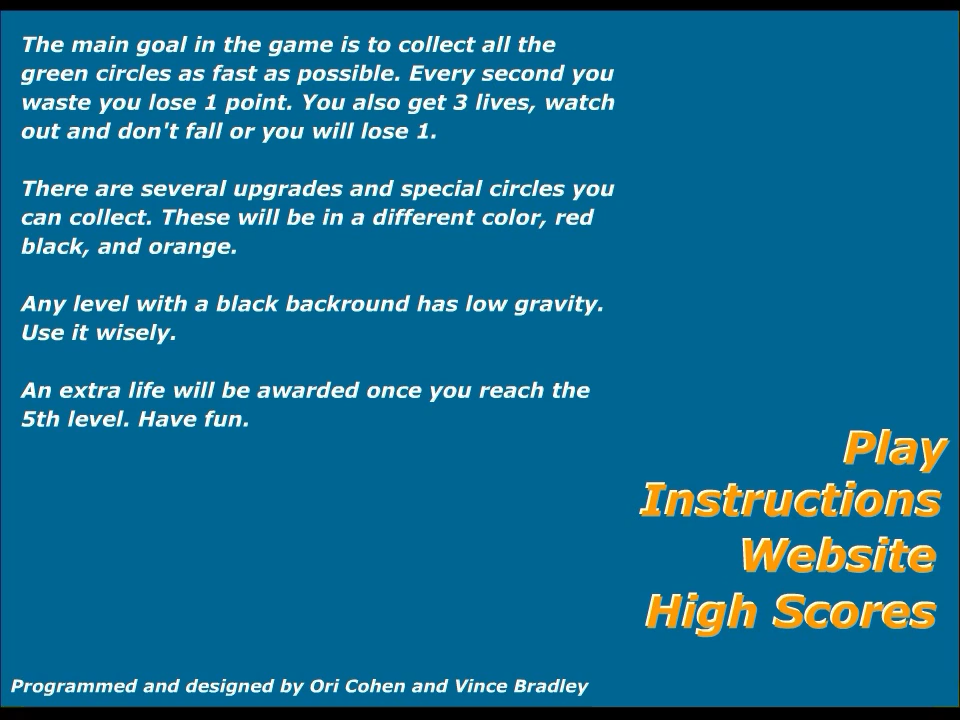 The main goal in the game is to collect all the
green circles as fast as possible. Every second you
waste you lose 1 point. You also get 3 lives, watch
out and don't fall or you will lose 1.
There are several upgrades and special circles you
can collect. These will be in a different color, red
black, and orange.
Any level with a black backround has low gravity.
Use it wisely.
An extra life will be awarded once you reach the
5th level. Have fun.
Play
Instructions
Website
High Scores
Programmed and designed by Ori Cohen and Vince Bradley